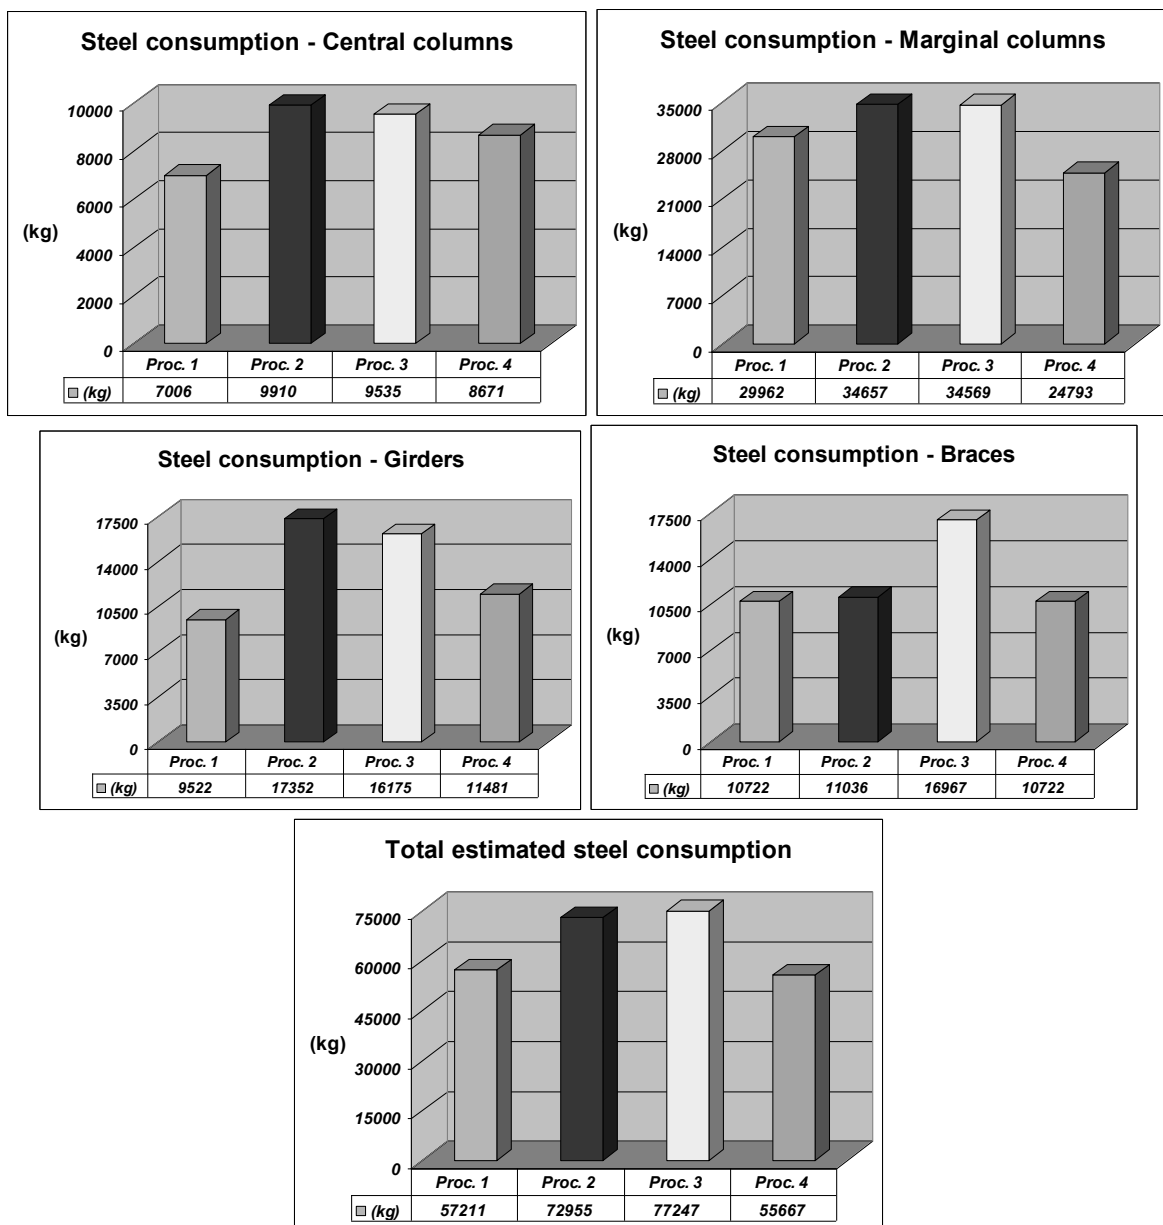 Steel consumption - Central columns
10000
8000
6000
(kg)
4000
2000
0
Proc. 1 Proc. 2 Proc. 3 Proc. 4
(kg) 7006 9910 9535 8671
Steel consumption - Marginal columns
35000
28000
21000
(kg)
14000
7000
0
Proc. 1 Proc. 2 Proc. 3 Proc. 4
(kg) 29962 34657 34569 24793
Steel consumption - Girders
17500
14000
10500
(kg)
7000
3500
0
Proc. 1 Proc. 2 Proc. 3 Proc. 4
(kg) 9522 17352 16175 11481
Steel consumption - Braces
17500
14000
10500
(kg)
7000
3500
0
Proc. 1 Proc. 2 Proc. 3 Proc. 4
(kg) 10722 11036 16967 10722
Total estimated steel consumption
75000
60000
45000
(kg)
30000
15000
0
Proc. 1 Proc. 2 Proc. 3 Proc. 4
(kg) 57211 72955 77247 55667